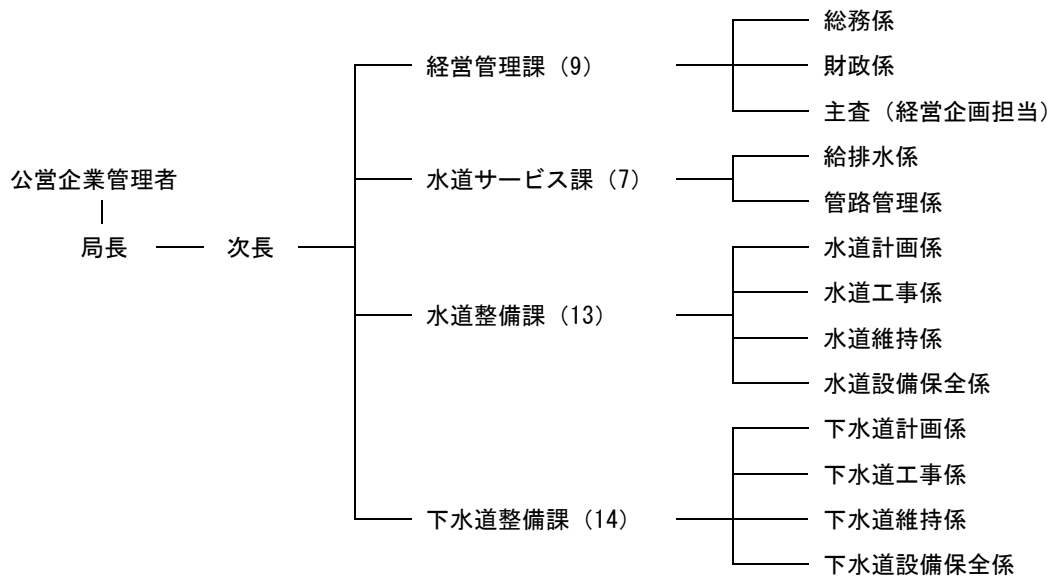 公営企業管理者
局長
次長
経営管理課（9）
総務係
財政係
主査（経営企画担当）
水道サービス課（7）
給排水係
管路管理係
水道整備課（13）
水道計画係
水道工事係
水道維持係
水道設備保全係
下水道整備課（14）
下水道計画係
下水道工事係
下水道維持係
下水道設備保全係